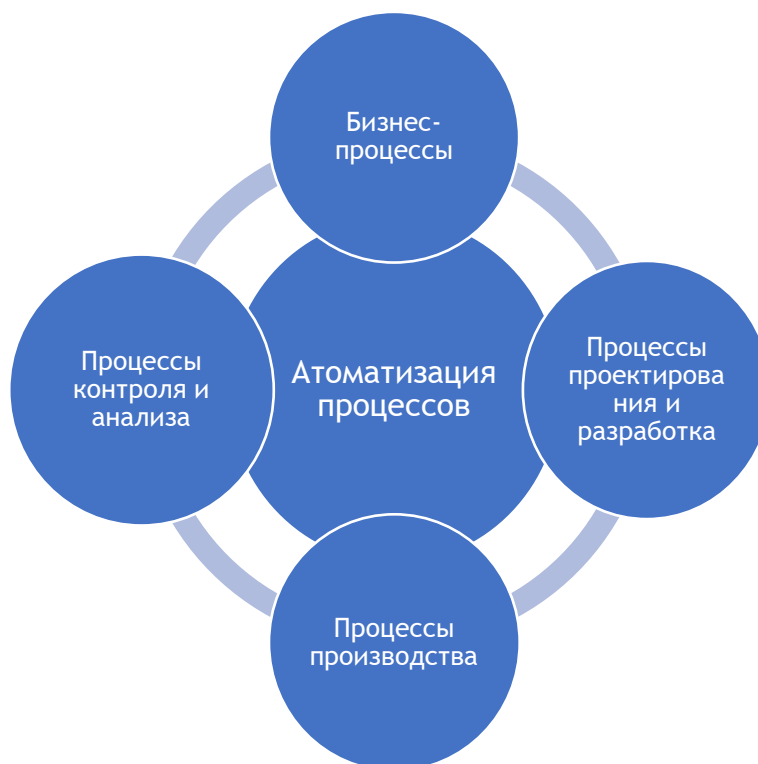 Бизнес-
процессы
Процессы
контроля и
анализа
Атоматизация
процессов
Процессы
проектирова
ния и
разработка
Процессы
производства